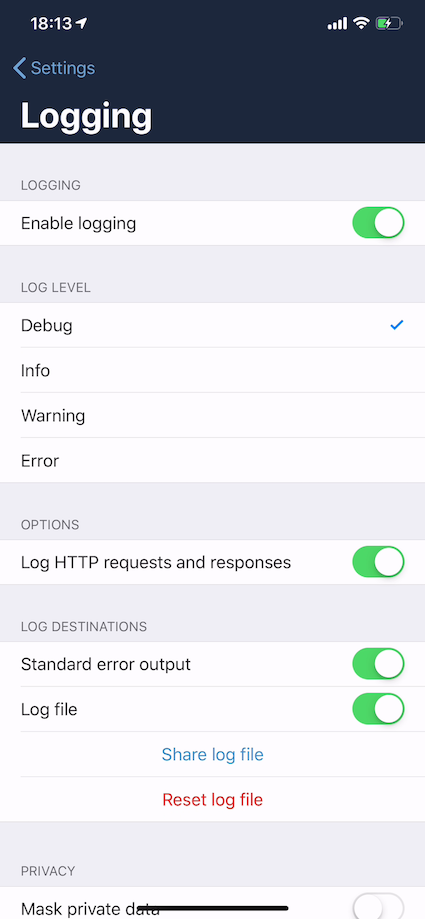 18:13
Settings
Logging
LOGGING
Enable logging
LOG LEVEL
Debug
Info
Warning
Error
OPTIONS
Log HTTP requests and responses
LOG DESTINATIONS
Standard error output
Log file
Share log file
Reset log file
PRIVACY
Mask private data